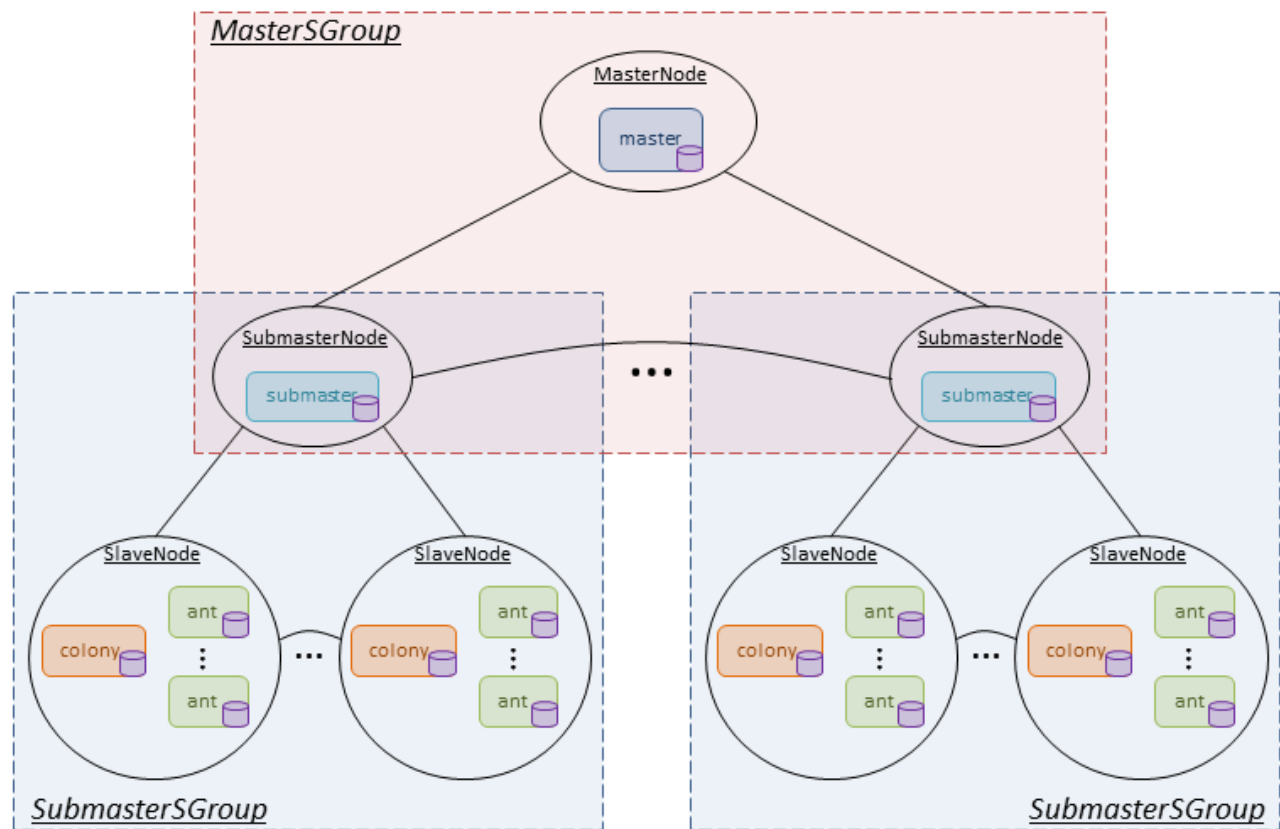 MasterSGroup
MasterNode
master
SubmasterNode
submaster
...
SubmasterNode
submaster
SlaveNode
colony
ant
ant
...
SlaveNode
colony
ant
ant
SlaveNode
colony
ant
ant
...
SlaveNode
colony
ant
ant
SubmasterSGroup
SubmasterSGroup